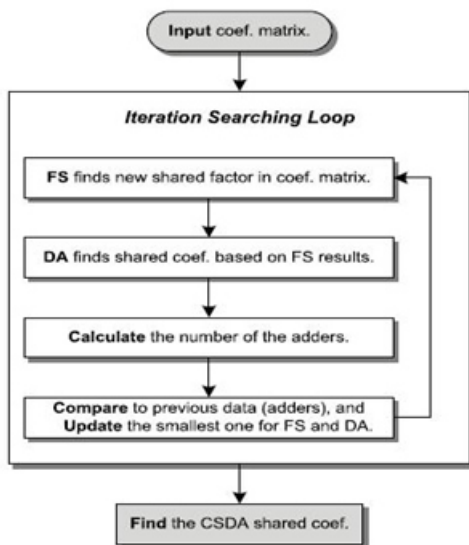 Input coef. matrix.
Iteration Searching Loop
FS finds new shared factor in coef. matrix.
DA finds shared coef. based on FS results.
Calculate the number of the adders.
Compare to previous data (adders), and
Update the smallest one for FS and DA.
Find the CSDA shared coef.